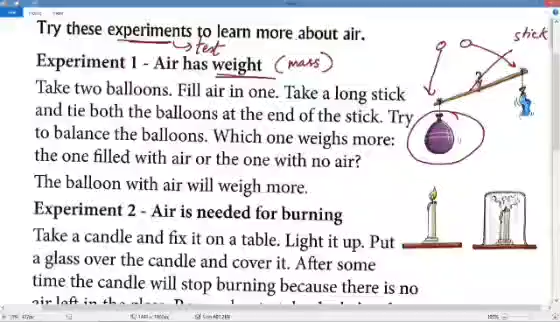 Try these experiments to learn more about air.
test
stick
Experiment 1 - Air has weight (mass)
Take two balloons. Fill air in one. Take a long stick
and tie both the balloons at the end of the stick. Try
to balance the balloons. Which one weighs more:
the one filled with air or the one with no air?
The balloon with air will weigh more.
Experiment 2 - Air is needed for burning
Take a candle and fix it on a table. Light it up. Put
a glass over the candle and cover it. After some
time the candle will stop burning because there is no